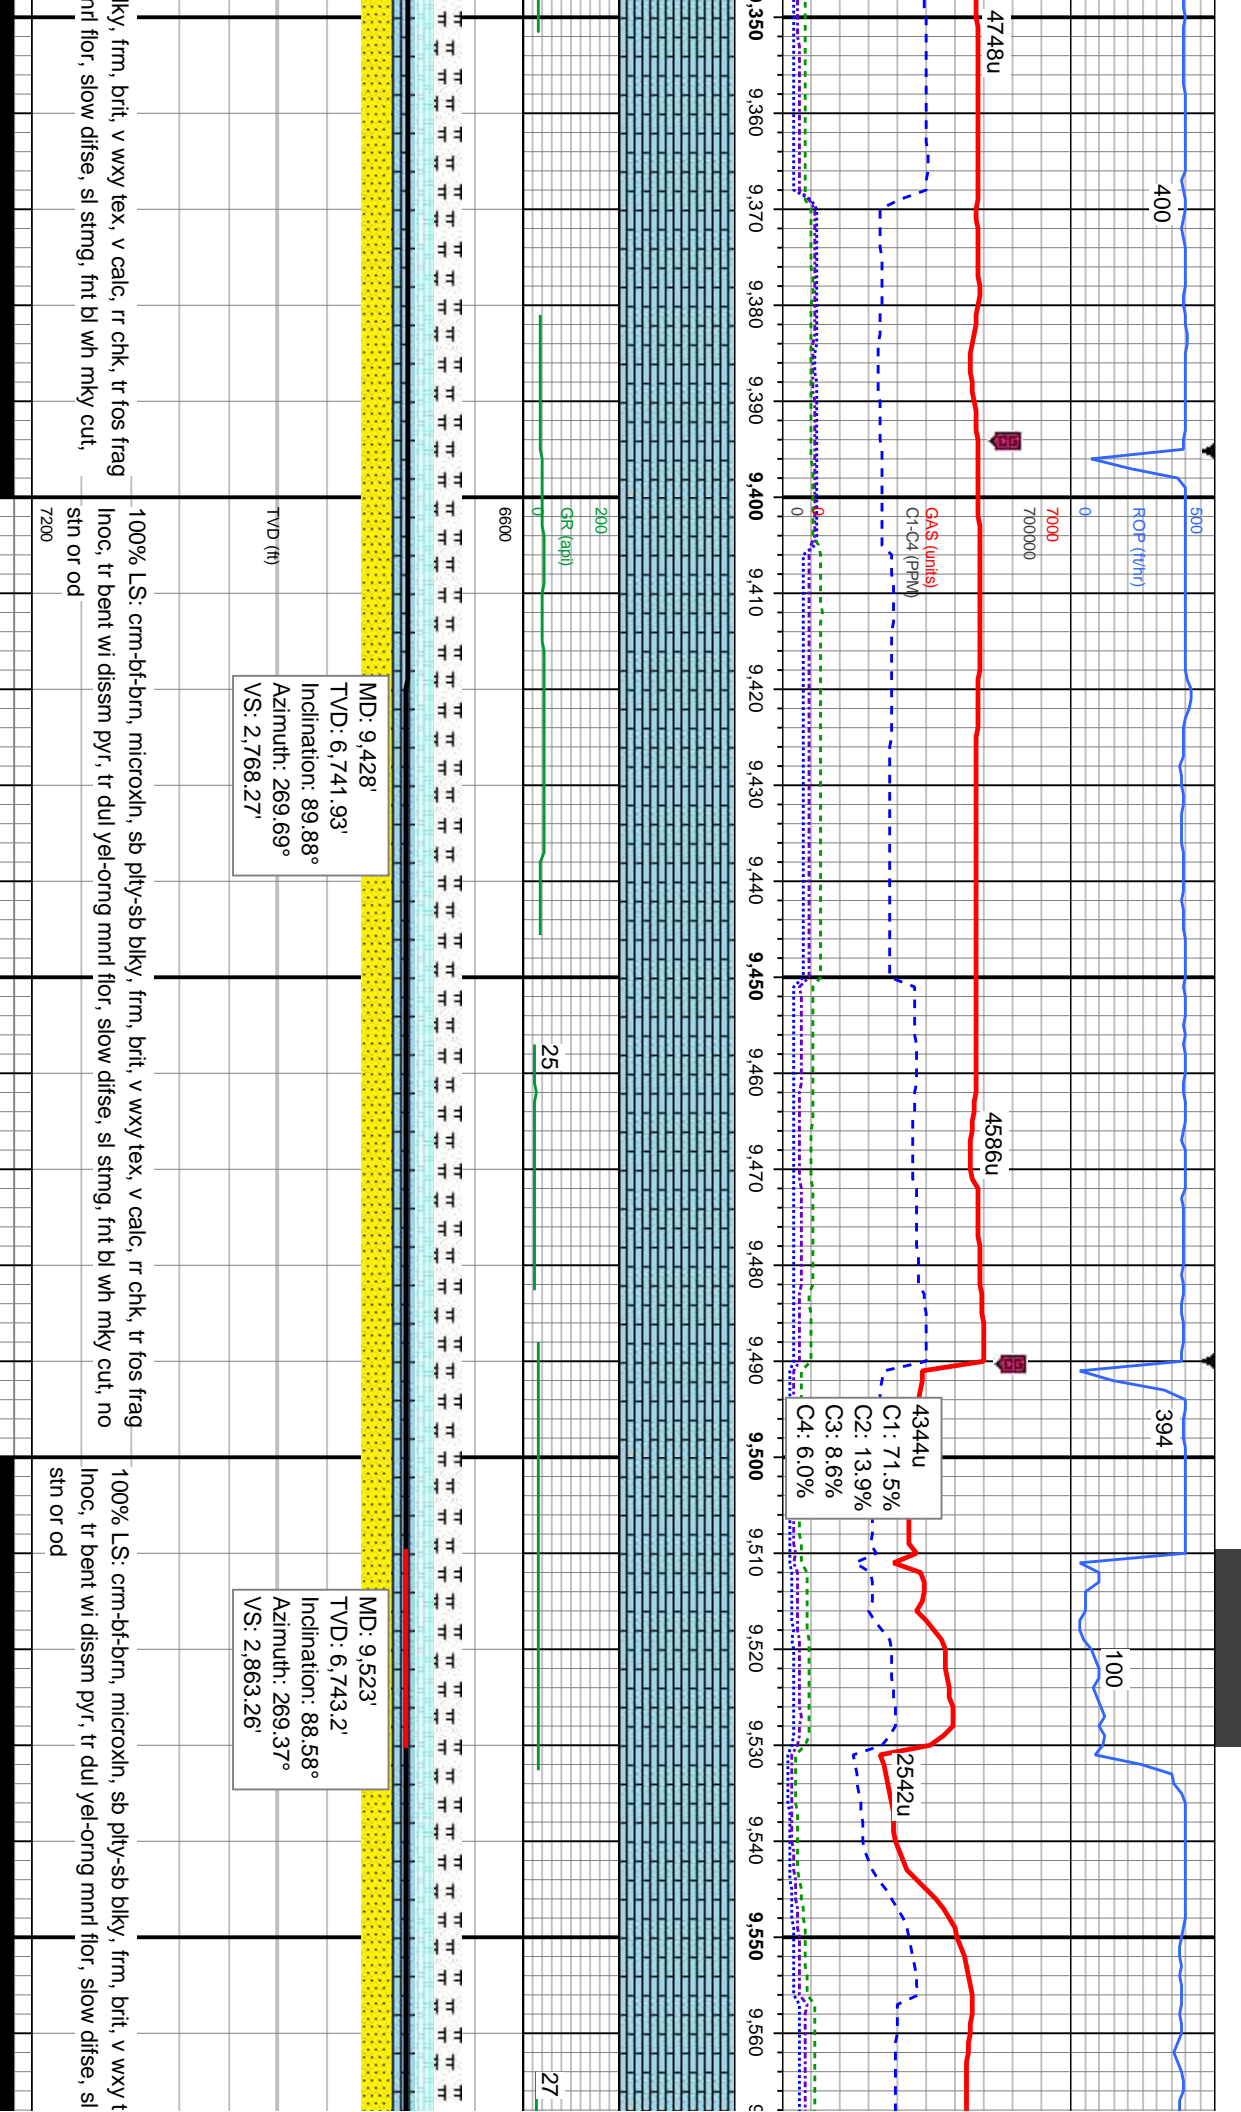 500
ROP (ft/hr)
0
7000
700000
GAS (units)
C1-C4 (PPM)
0
0
400
394
100
4748u
4586u
4344u
C1: 71.5%
C2: 13.9%
C3: 8.6%
C4: 6.0%
2542u
9,360
9,370
9,380
9,390
9,400
9,410
9,420
9,430
9,440
9,450
9,460
9,470
9,480
9,490
9,500
9,510
9,520
9,530
9,540
9,550
9,560
200
GR (api)
0
25
27
6600
TVD (ft)
7200
MD: 9,428'
TVD: 6,741.93'
Inclination: 89.88°
Azimuth: 269.69°
VS: 2,768.27'
MD: 9,523'
TVD: 6,743.2'
Inclination: 88.58°
Azimuth: 269.37°
VS: 2,863.26'
lky, frm, brit, v wxy tex, v calc, rr chk, tr fos frag
nrl flor, slow difse, sl stmg, fnt bl wh mky cut,
100% LS: crm-bf-brn, microxln, sb plty-sb blky, frm, brit, v wxy tex, v calc, rr chk, tr fos frag
Inoc, tr bent wi dissm pyr, tr dul yel-orng mnrl flor, slow difse, sl stmg, fnt bl wh mky cut, no
stn or od
100% LS: crm-bf-brn, microxln, sb plty-sb blky, frm, brit, v wxy t
Inoc, tr bent wi dissm pyr, tr dul yel-orng mnrl flor, slow difse, sl
stn or od